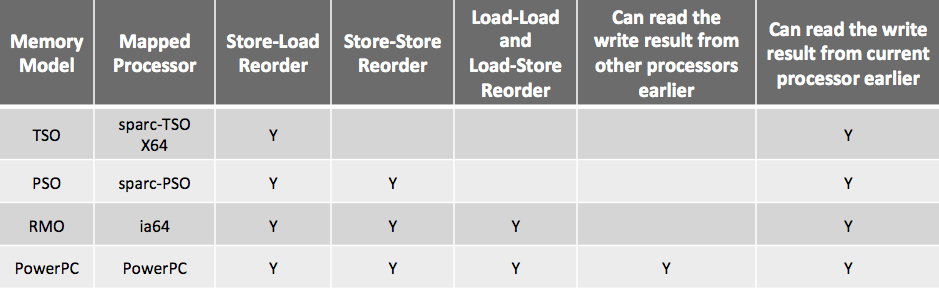 Memory Model
Mapped Processor
Store-Load Reorder
Store-Store Reorder
Load-Load and Load-Store Reorder
Can read the write result from other processors earlier
Can read the write result from current processor earlier
TSO
sparc-TSO
X64
Y
Y
PSO
sparc-PSO
Y
Y
Y
RMO
ia64
Y
Y
Y
Y
PowerPC
PowerPC
Y
Y
Y
Y
Y